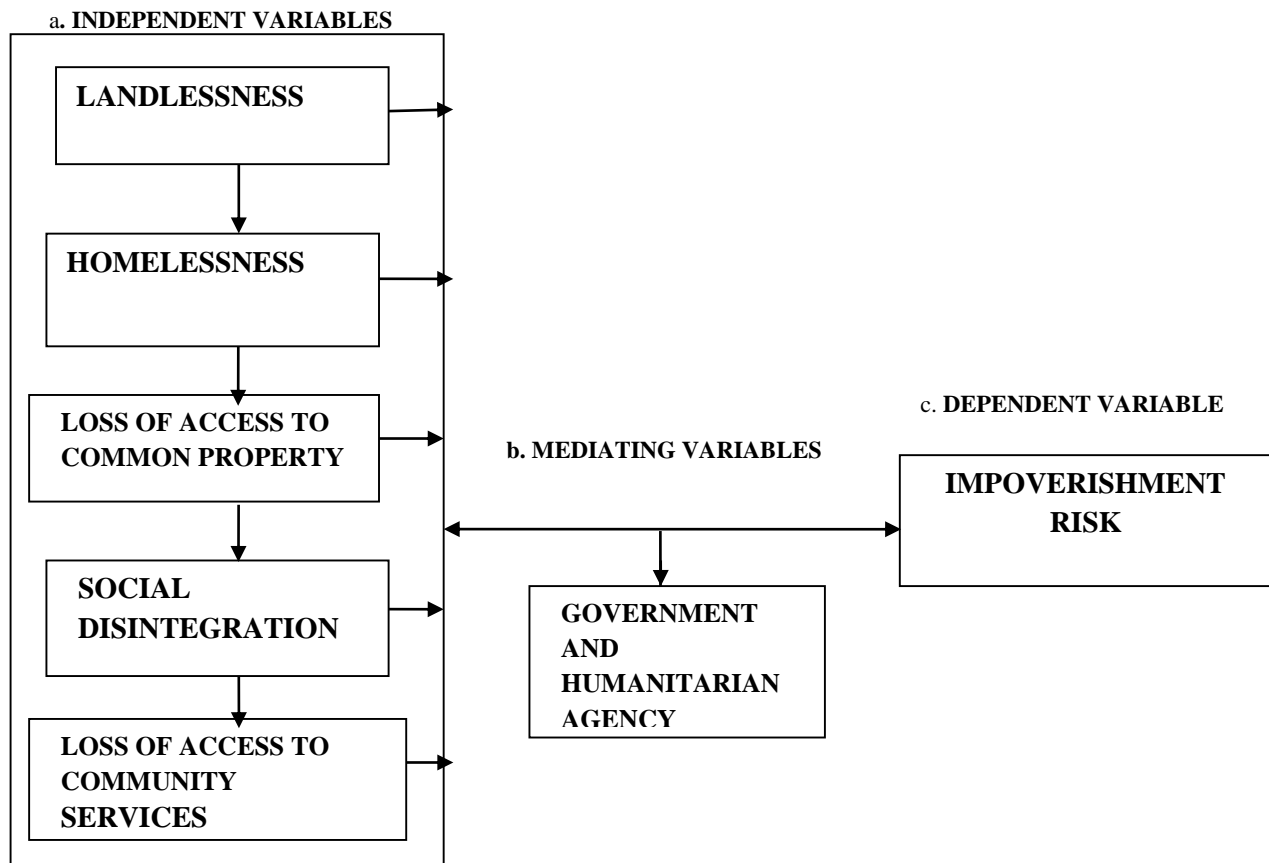 a. INDEPENDENT VARIABLES
LANDLESSNESS
HOMELESSNESS
LOSS OF ACCESS TO
COMMON PROPERTY
SOCIAL
DISINTEGRATION
LOSS OF ACCESS TO
COMMUNITY
SERVICES
b. MEDIATING VARIABLES
GOVERNMENT
AND
HUMANITARIAN
AGENCY
c. DEPENDENT VARIABLE
IMPOVERISHMENT
RISK